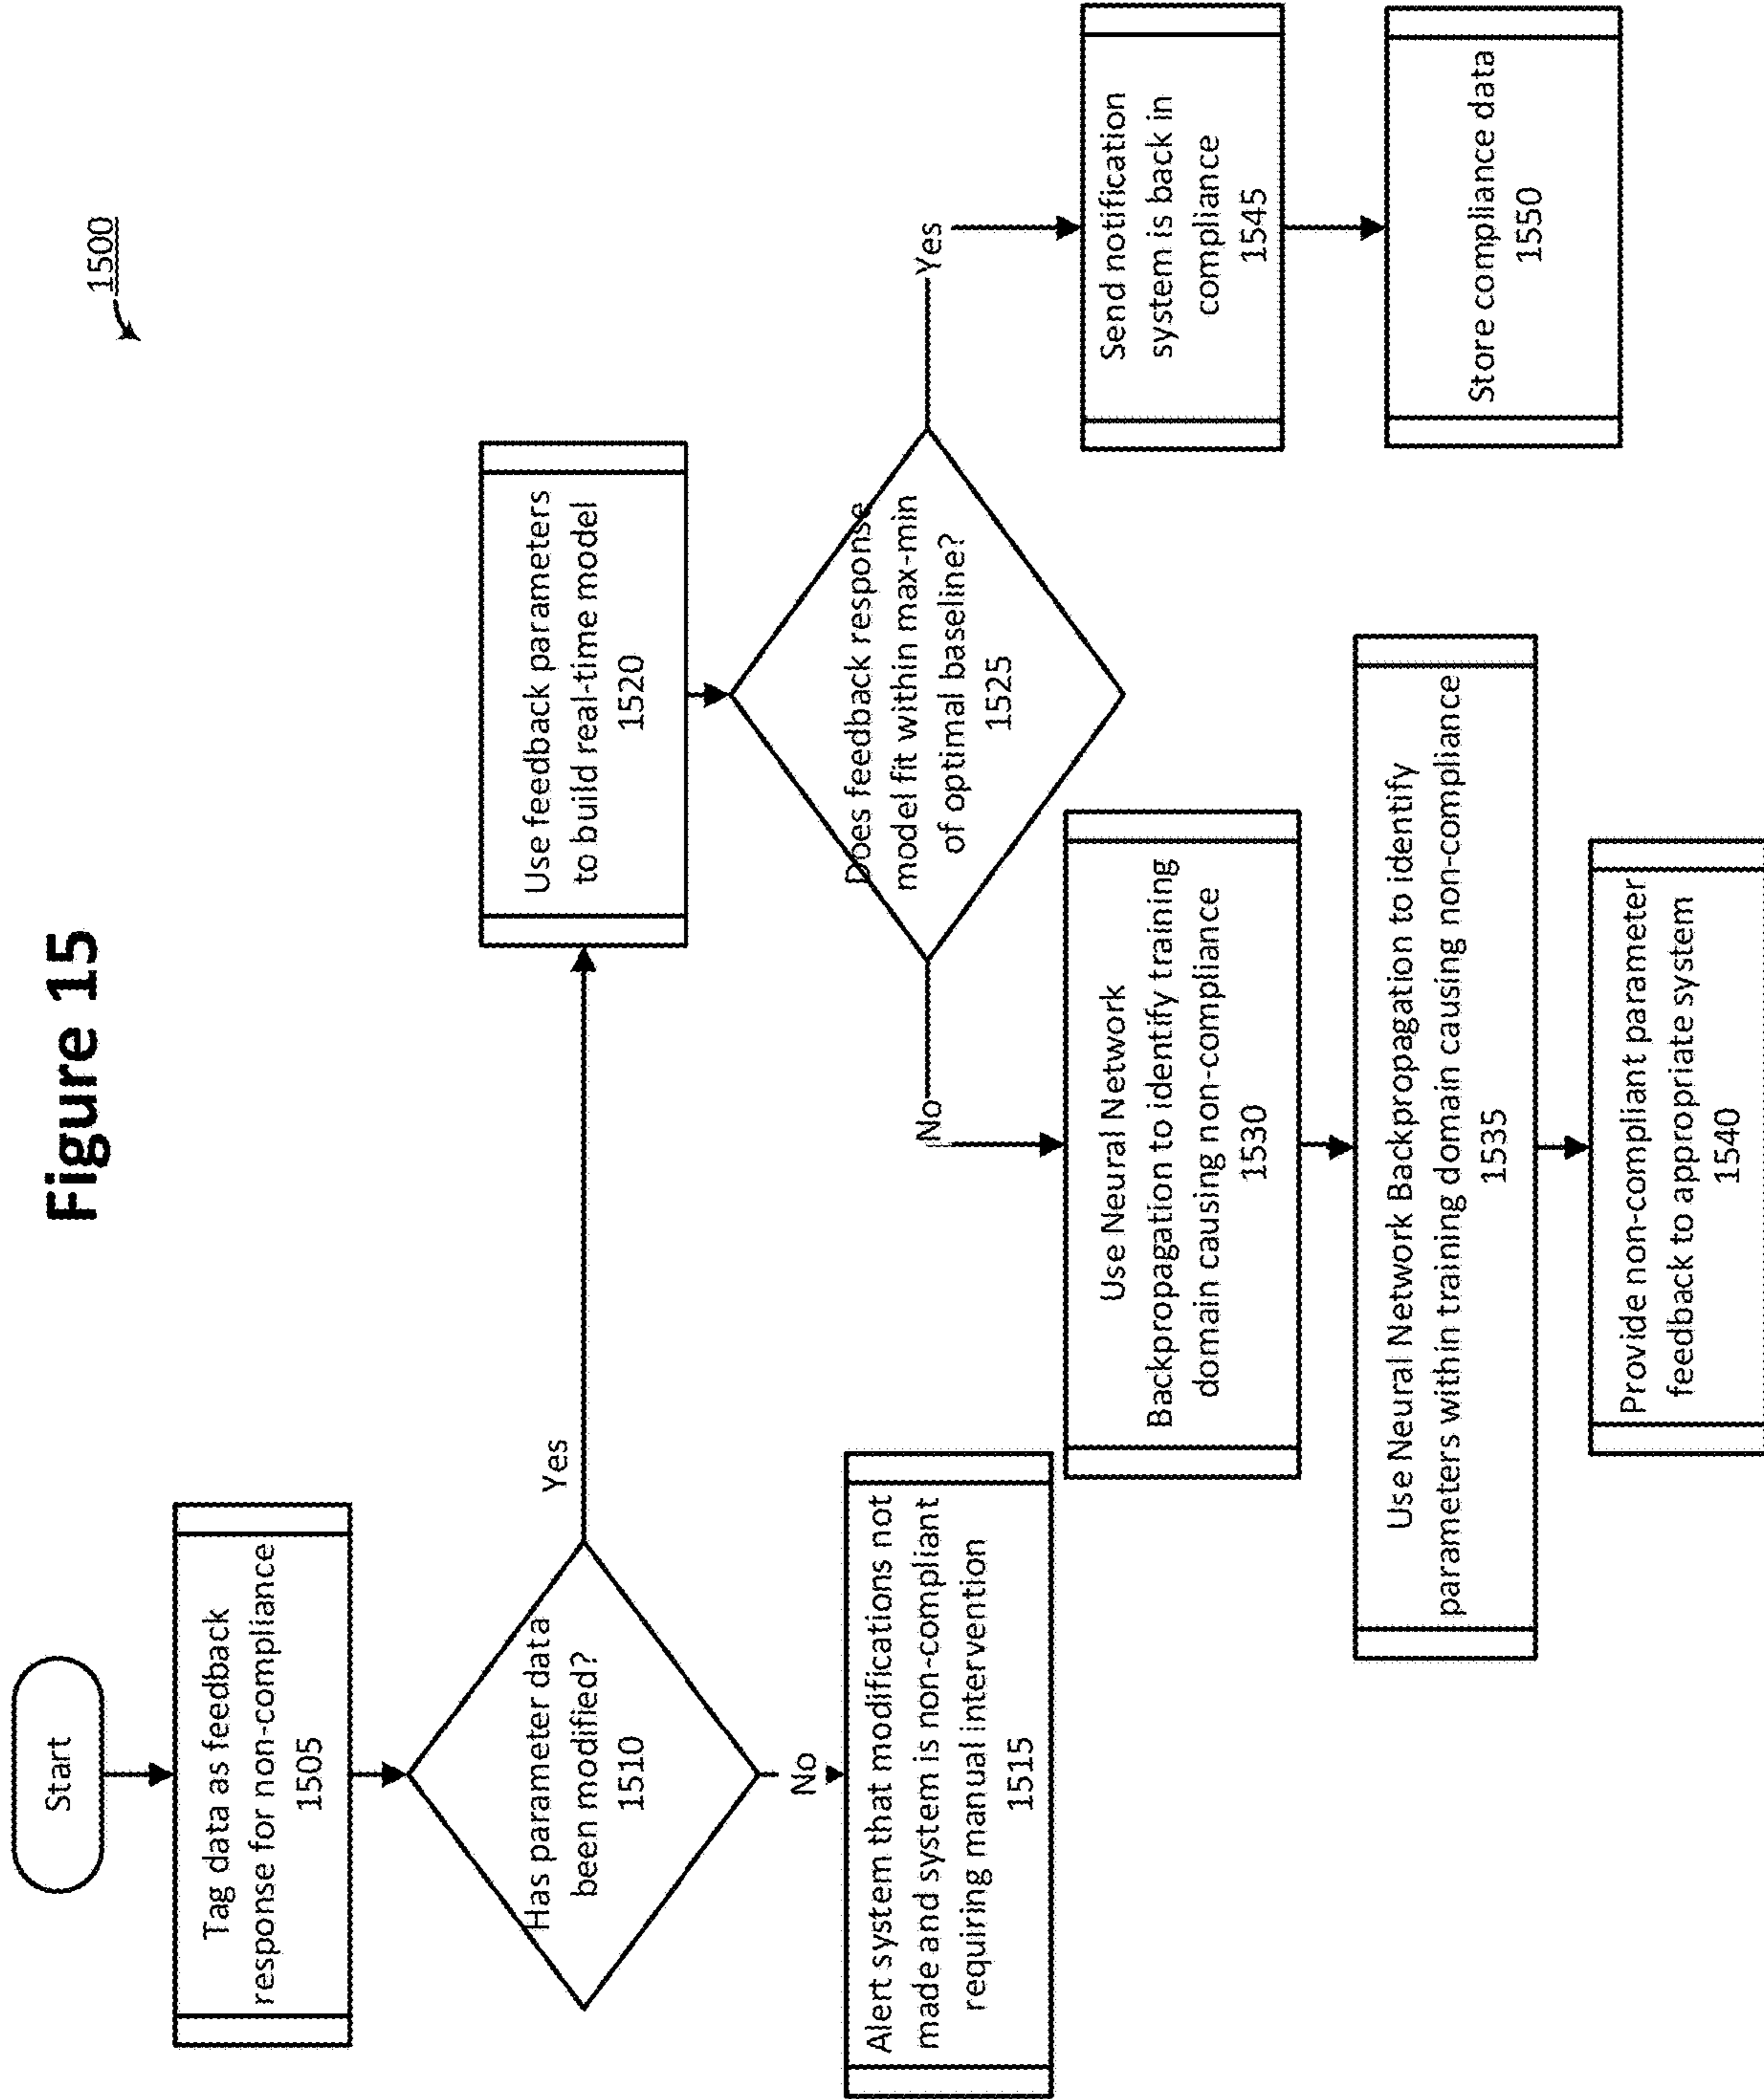 Figure 15
1500
Start
Tag data as feedback
response for non-compliance
1505
Has parameter data
been modified?
1510
Yes
No
Alert system that modifications not
made and system is non-compliant
requiring manual intervention
1515
Use feedback parameters
to build real-time model
1520
Does feedback response
model fit within max-min
of optimal baseline?
1525
No
Yes
Use Neural Network
Backpropagation to identify training
domain causing non-compliance
1530
Use Neural Network Backpropagation to identify
parameters within training domain causing non-compliance
1535
Provide non-compliant parameter
feedback to appropriate system
1540
Send notification
system is back in
compliance
1545
Store compliance data
1550